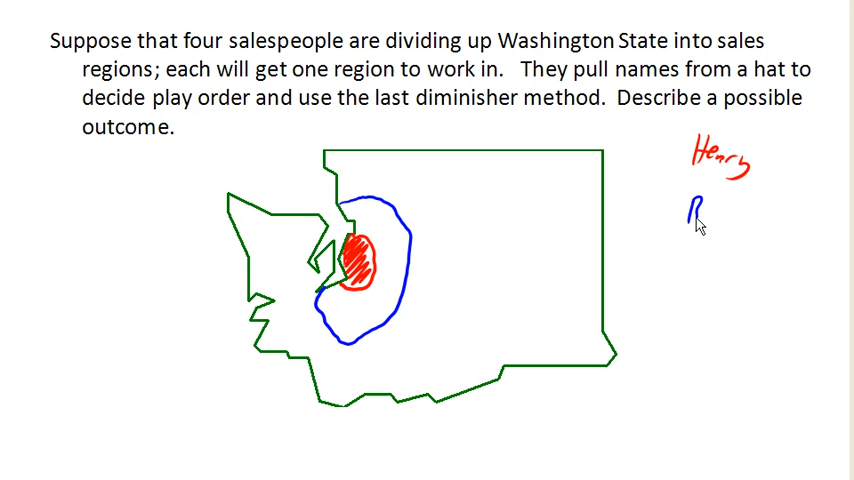 Suppose that four salespeople are dividing up Washington State into sales
regions; each will get one region to work in. They pull names from a hat to
decide play order and use the last diminisher method. Describe a possible
outcome.
Henry